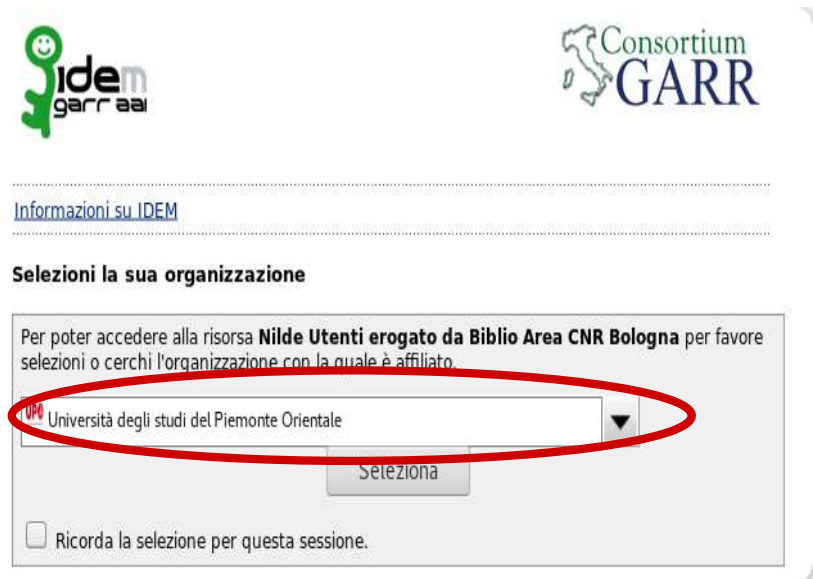 idem
garr aai
Consortium
GARR
Informazioni su IDEM
Selezioni la sua organizzazione
Per poter accedere alla risorsa Nilde Utenti erogato da Biblio Area CNR Bologna per favore
selezioni o cerchi l'organizzazione con la quale è affiliato.
UPO Università degli studi del Piemonte Orientale
Seleziona
Ricorda la selezione per questa sessione.